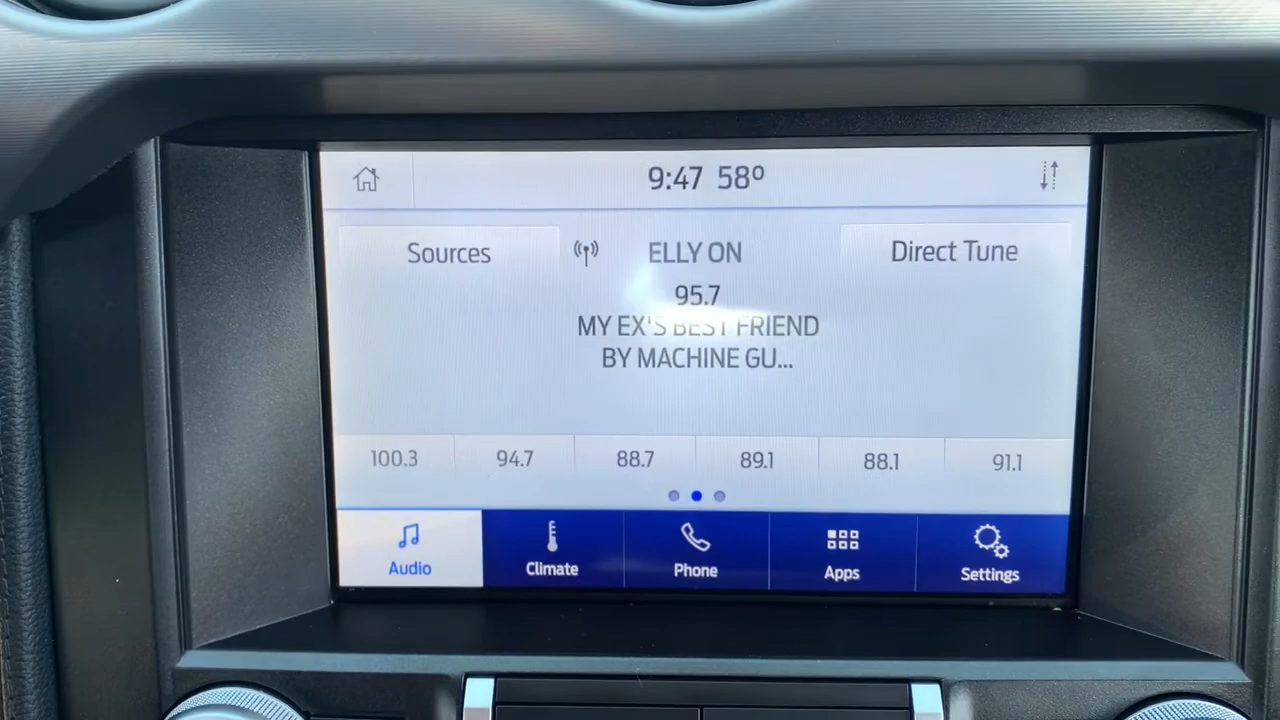 9:47 58º
Sources
ELLY ON
Direct Tune
95.7
MY EX'S BEST FRIEND
BY MACHINE GU...
100.3 94.7 88.7 89.1 88.1 91.1
Audio Climate Phone Apps Settings